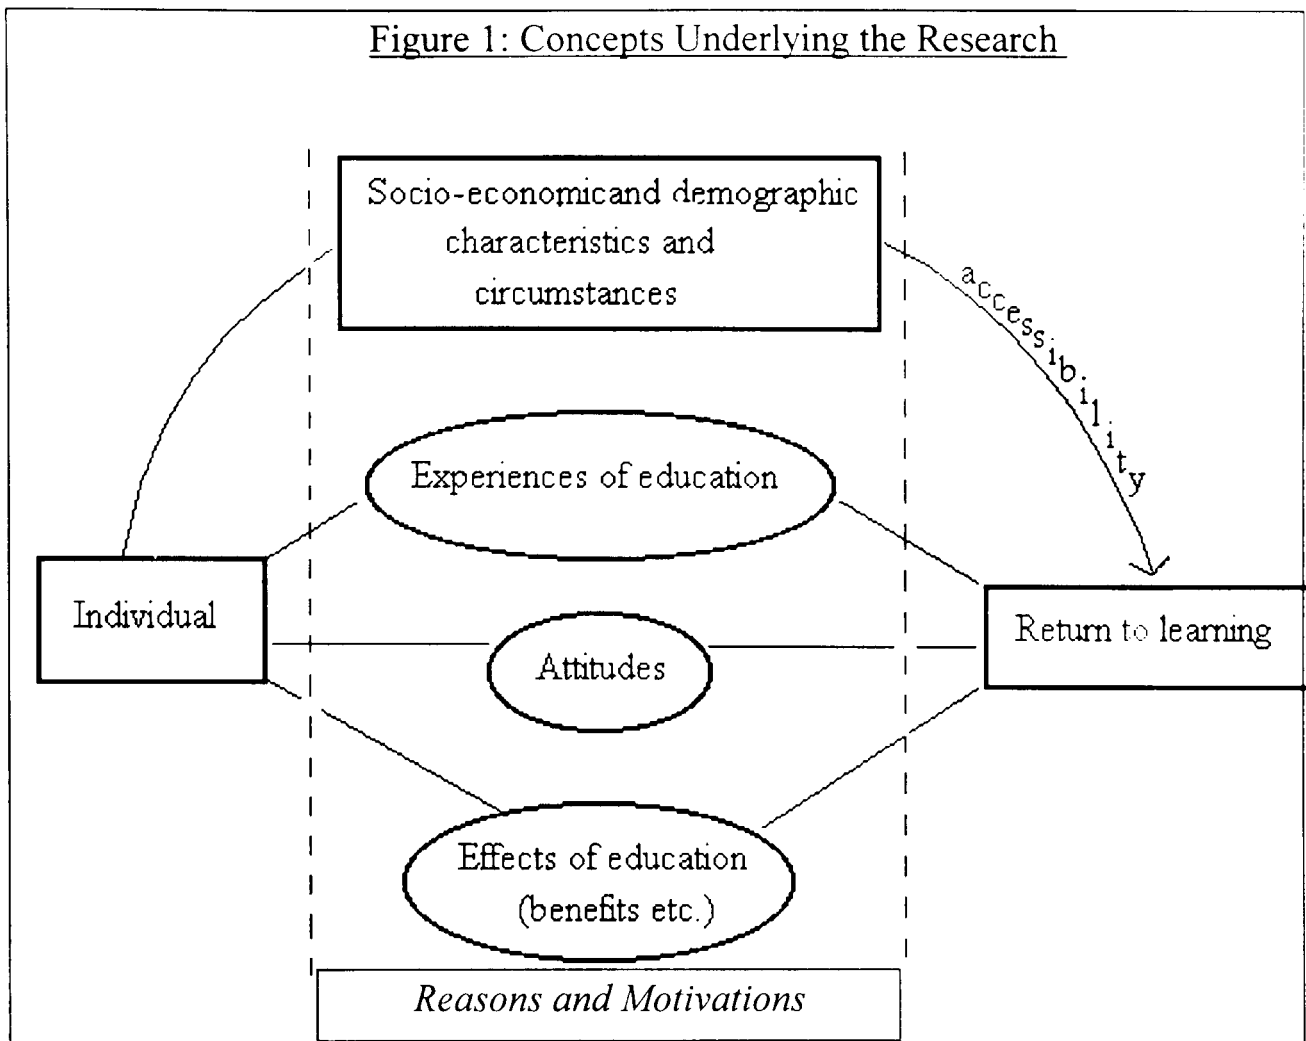 Figure 1: Concepts Underlying the Research
Socio-economicand demographic
characteristics and
circumstances
accessibility
Experiences of education
Individual
Return to learning
Attitudes
Effects of education
(benefits etc.)
Reasons and Motivations